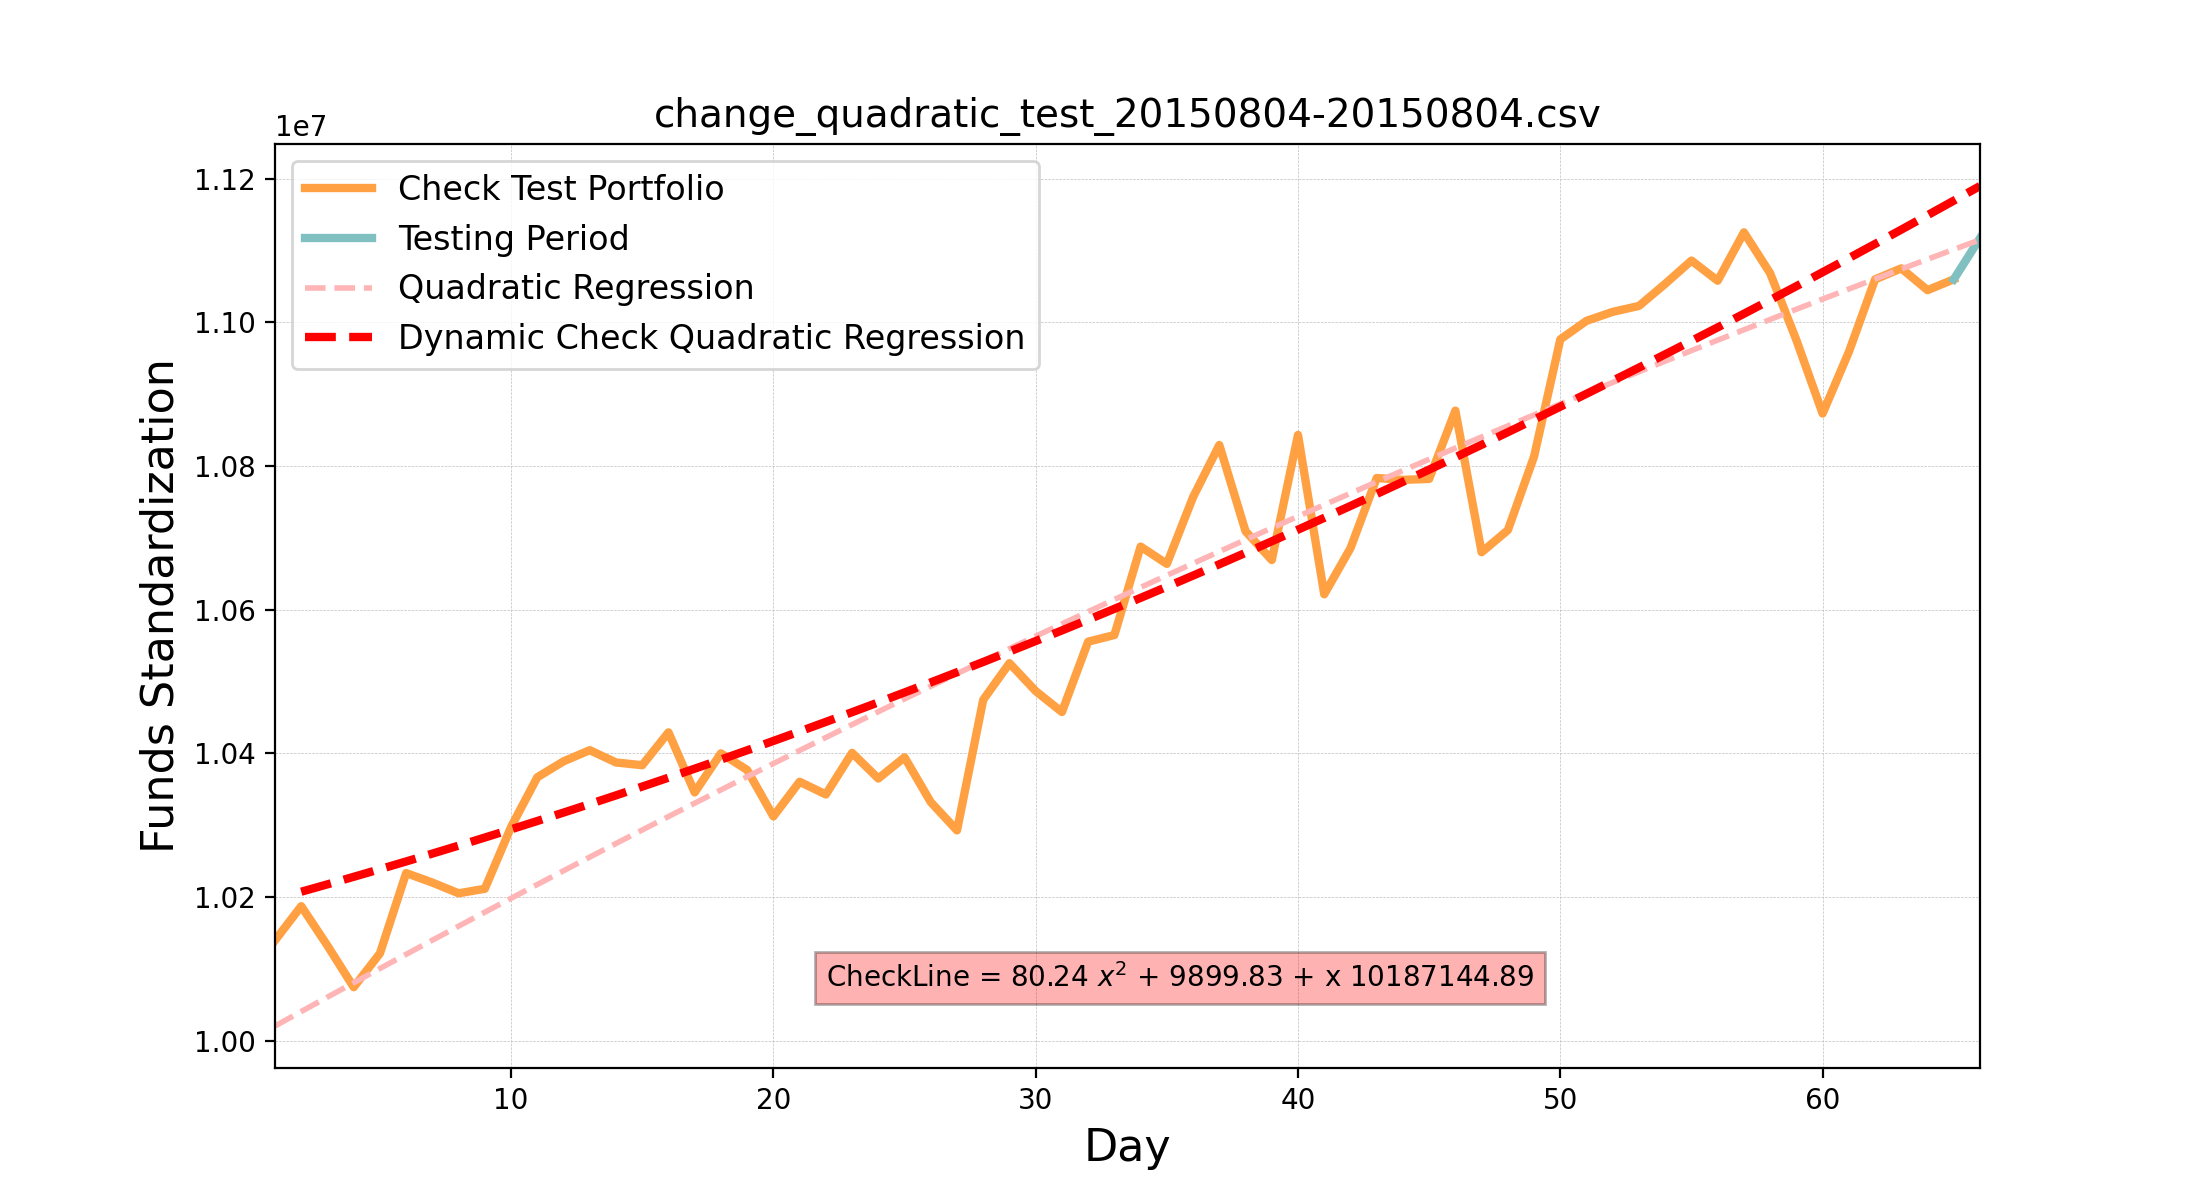 change_quadratic_test_20150804-20150804.csv
1e7
Check Test Portfolio
Testing Period
Quadratic Regression
Dynamic Check Quadratic Regression
1.12
1.10
1.08
1.06
1.04
1.02
1.00
Funds Standardization
CheckLine = 80.24 x² + 9899.83 + x 10187144.89
10 20 30 40 50 60
Day